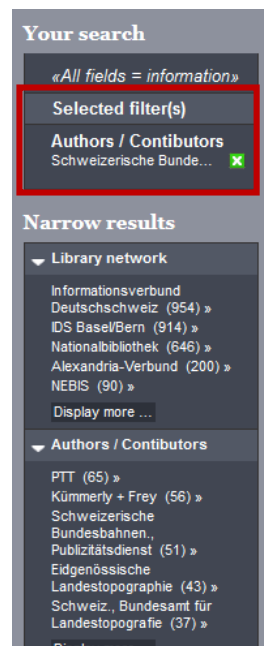 Your search
«All fields = information»
Selected filter(s)
Authors / Contibutors
Schweizerische Bunde...
Narrow results
Library network
Informationsverbund
Deutschschweiz (954) »
IDS Basel/Bern (914) »
Nationalbibliothek (646) »
Alexandria-Verbund (200) »
NEBIS (90) »
Display more ...
Authors / Contibutors
PTT (65) »
Kümmerly + Frey (56) »
Schweizerische
Bundesbahnen.,
Publizitätsdienst (51) »
Eidgenössische
Landestopographie (43) »
Schweiz., Bundesamt für
Landestopografie (37) »